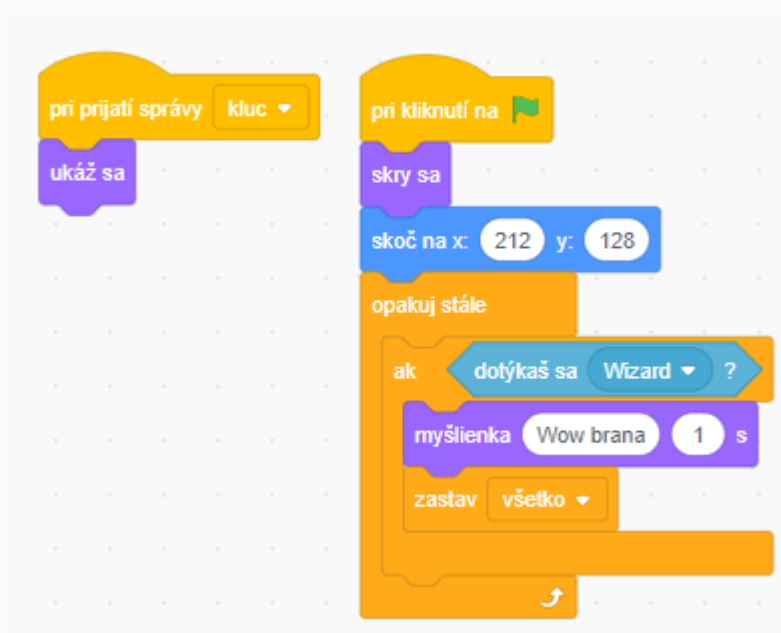 pri prijatí správy kluc
ukáž sa
pri kliknutí na
skry sa
skoč na x: 212 y: 128
opakuj stále
ak dotýkaš sa Wizard ?
myšlienka Wow brana 1 s
zastav všetko